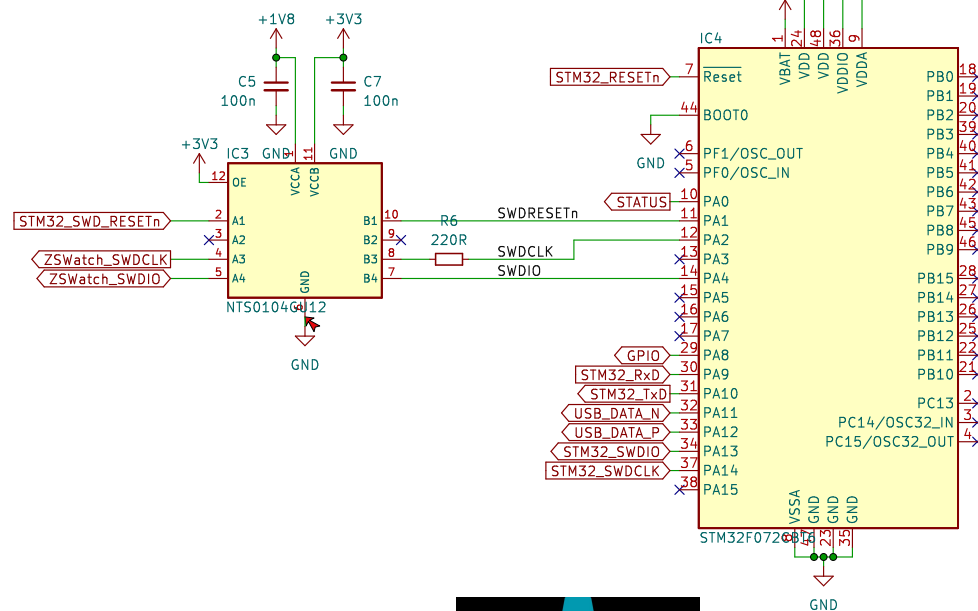 +1V8
+3V3
C5
100n
C7
100n
GND
GND
+3V3
IC3
1
11
VCCA
VCCB
12
OE
STM32_SWD_RESETn
2
A1
B1
10
3
A2
B2
9
ZSWatch_SWDCLK
4
A3
B3
8
ZSWatch_SWDIO
5
A4
B4
7
GND
NTS0104GU12
GND
R6
220R
SWDRESETn
SWDCLK
SWDIO
IC4
1
24
48
36
9
VBAT
VDD
VDD
VDDIO
VDDA
STM32_RESETn
7
Reset
44
BOOT0
GND
6
PF1/OSC_OUT
5
PF0/OSC_IN
STATUS
10
PA0
11
PA1
12
PA2
13
PA3
14
PA4
15
PA5
16
PA6
17
PA7
GPIO
29
PA8
STM32_RxD
30
PA9
STM32_TxD
31
PA10
USB_DATA_N
32
PA11
USB_DATA_P
33
PA12
STM32_SWDIO
34
PA13
STM32_SWDCLK
37
PA14
38
PA15
PB0
18
PB1
19
PB2
20
PB3
39
PB4
40
PB5
41
PB6
42
PB7
43
PB8
45
PB9
46
PB15
28
PB14
27
PB13
26
PB12
25
PB11
22
PB10
21
PC13
2
PC14/OSC32_IN
3
PC15/OSC32_OUT
4
VSSA
GND
GND
GND
8
47
23
35
GND